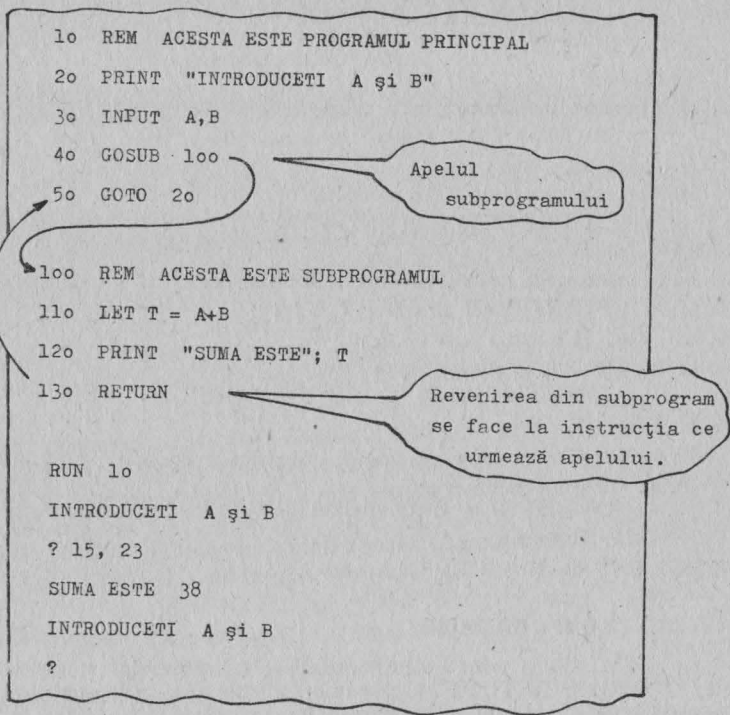 1o REM ACESTA ESTE PROGRAMUL PRINCIPAL
2o PRINT "INTRODUCETI A şi B"
3o INPUT A,B
4o GOSUB 1oo
5o GOTO 2o
Apelul
subprogramului
1oo REM ACESTA ESTE SUBPROGRAMUL
11o LET T = A+B
12o PRINT "SUMA ESTE"; T
13o RETURN
Revenirea din subprogram
se face la instrucţia ce
urmează apelului.
RUN 1o
INTRODUCETI A şi B
? 15, 23
SUMA ESTE 38
INTRODUCETI A şi B
?